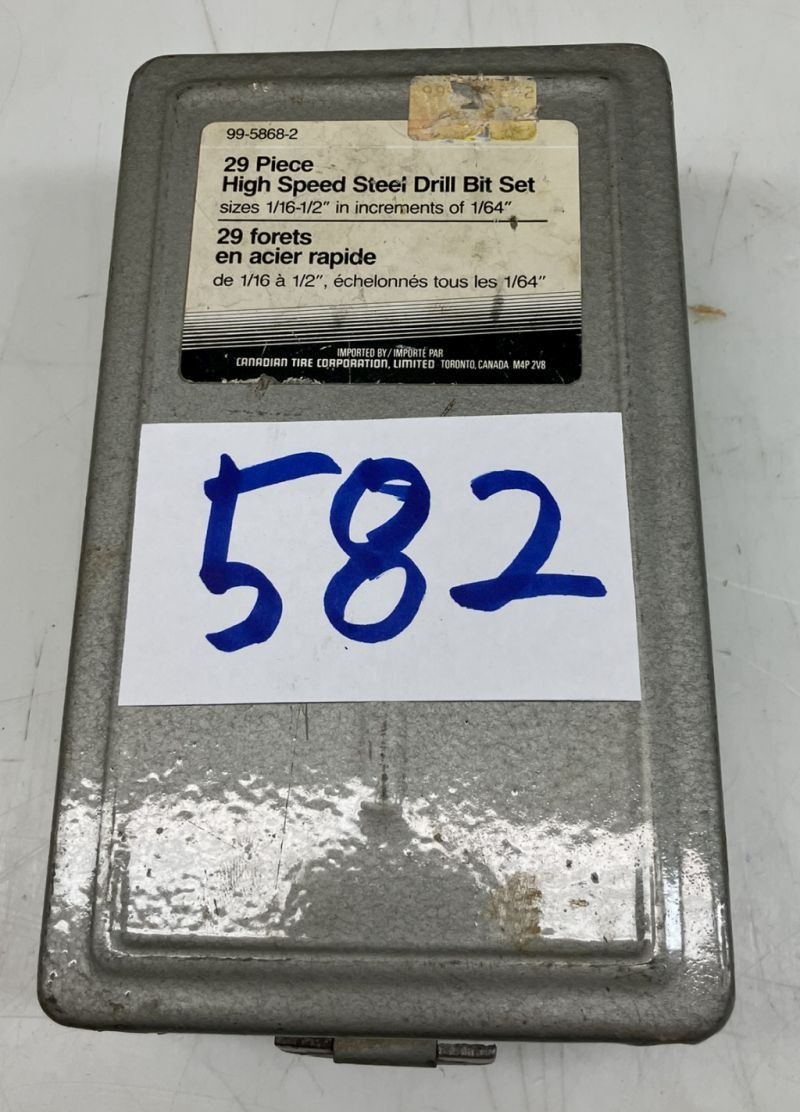 99-5868-2
29 Piece
High Speed Steel Drill Bit Set
sizes 1/16-1/2" in increments of 1/64"
29 forets
en acier rapide
de 1/16 à 1/2", échelonnés tous les 1/64"
IMPORTED BY/IMPORTÉ PAR
CANADIAN TIRE CORPORATION, LIMITED TORONTO, CANADA M4P 2V8
582